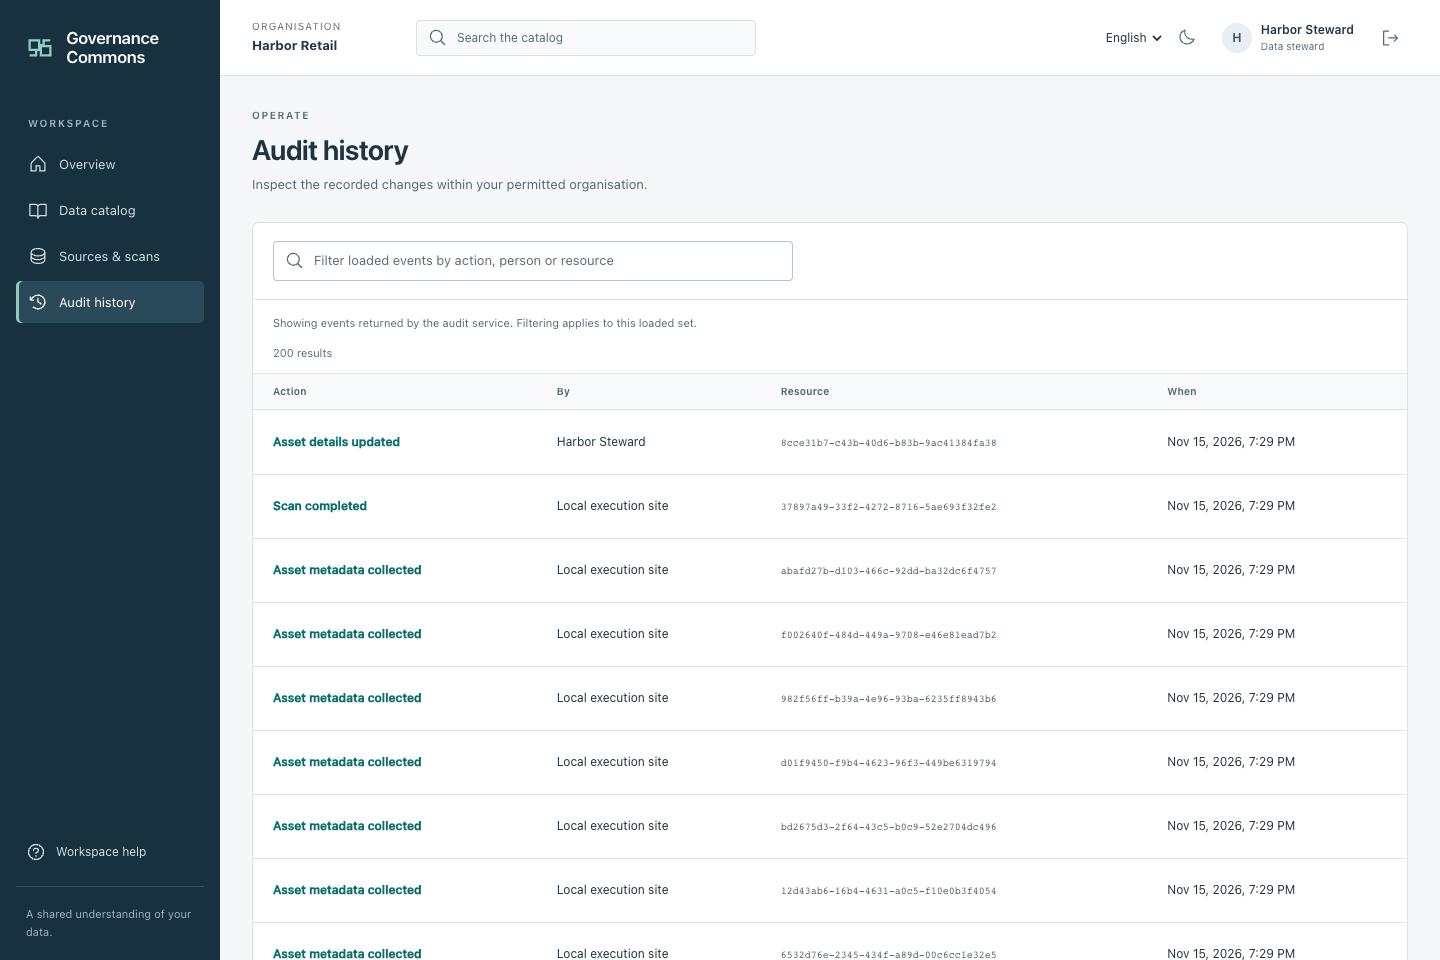 Governance
Commons
WORKSPACE
Overview
Data catalog
Sources & scans
Audit history
Workspace help
A shared understanding of your
data.
ORGANISATION
Harbor Retail
Search the catalog
English
H
Harbor Steward
Data steward
OPERATE
Audit history
Inspect the recorded changes within your permitted organisation.
Filter loaded events by action, person or resource
Showing events returned by the audit service. Filtering applies to this loaded set.
200 results
Action By Resource When
Asset details updated Harbor Steward 8cce31b7-c43b-40d6-b83b-9ac41384fa38 Nov 15, 2026, 7:29 PM
Scan completed Local execution site 37897a49-33f2-4272-8716-5ae693f32fe2 Nov 15, 2026, 7:29 PM
Asset metadata collected Local execution site abafd27b-d103-466c-92dd-ba32dc6f4757 Nov 15, 2026, 7:29 PM
Asset metadata collected Local execution site f002640f-484d-449a-9708-e46e81ead7b2 Nov 15, 2026, 7:29 PM
Asset metadata collected Local execution site 982f56ff-b39a-4e96-93ba-6235ff8943b6 Nov 15, 2026, 7:29 PM
Asset metadata collected Local execution site d01f9450-f9b4-4623-96f3-449be6319794 Nov 15, 2026, 7:29 PM
Asset metadata collected Local execution site bd2675d3-2f64-43c5-b0c9-52e2704dc496 Nov 15, 2026, 7:29 PM
Asset metadata collected Local execution site 12d43ab6-16b4-4631-a0c5-f10e0b3f4054 Nov 15, 2026, 7:29 PM
Asset metadata collected Local execution site 6532d76e-2345-434f-a89d-00c6cc1e32e5 Nov 15, 2026, 7:29 PM